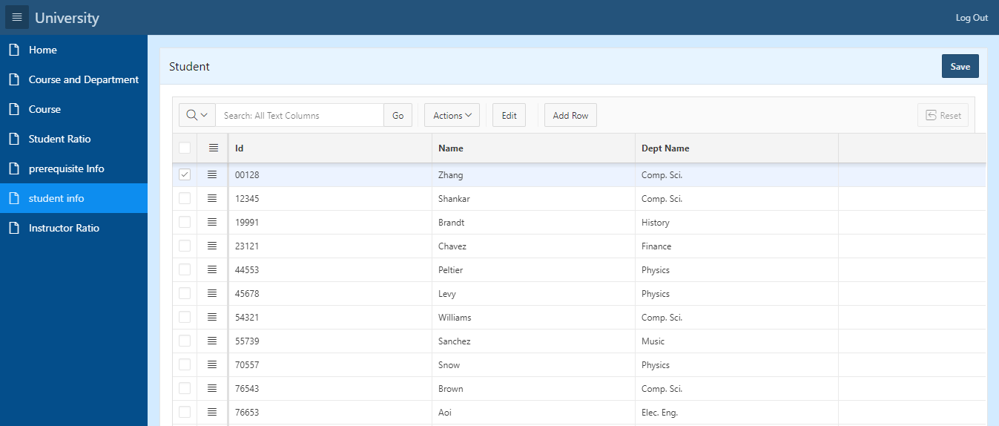 University
Log Out
Home
Course and Department
Course
Student Ratio
prerequisite Info
student info
Instructor Ratio
Student
Save
Search: All Text Columns
Go
Actions
Edit
Add Row
Reset
Id Name Dept Name
00128 Zhang Comp. Sci.
12345 Shankar Comp. Sci.
19991 Brandt History
23121 Chavez Finance
44553 Peltier Physics
45678 Levy Physics
54321 Williams Comp. Sci.
55739 Sanchez Music
70557 Snow Physics
76543 Brown Comp. Sci.
76653 Aoi Elec. Eng.